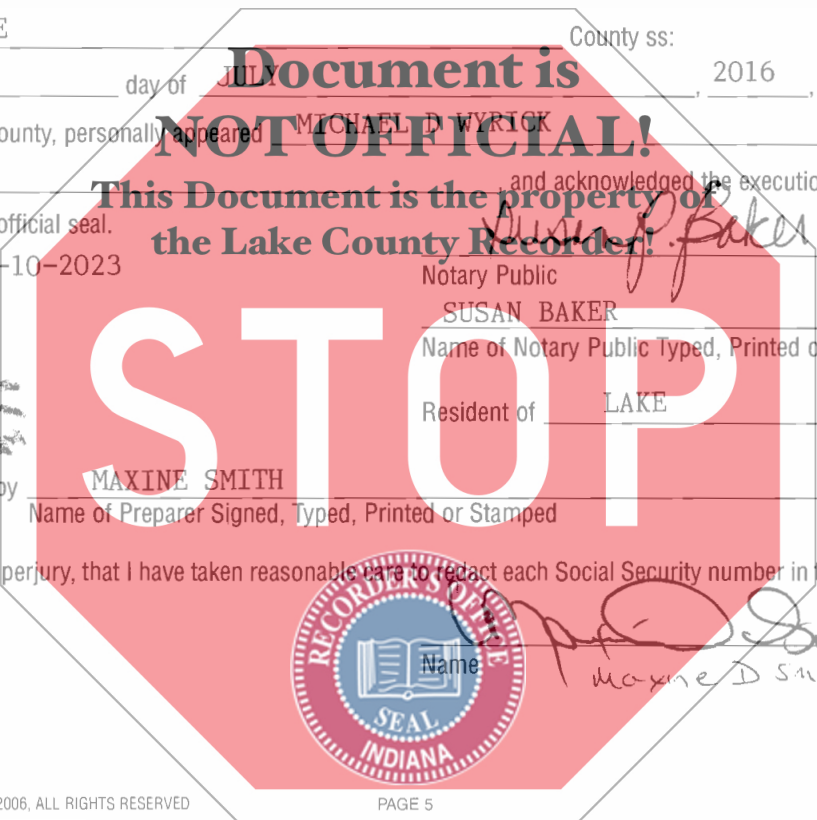 E County ss:
Document is
day of JULY , 2016 ,
ounty, personally appeared MICHAEL D WYRICK
NOT OFFICIAL!
and acknowledged the executio
This Document is the property of
official seal.
the Lake County Recorder!
Susan P. Baker
-10-2023
Notary Public
SUSAN BAKER
Name of Notary Public Typed, Printed o
Resident of LAKE
STOP
by MAXINE SMITH
Name of Preparer Signed, Typed, Printed or Stamped
perjury, that I have taken reasonable care to redact each Social Security number in t
RECORDER'S OFFICE
SEAL
INDIANA
Name
Maxine D Sm
2006, ALL RIGHTS RESERVED PAGE 5